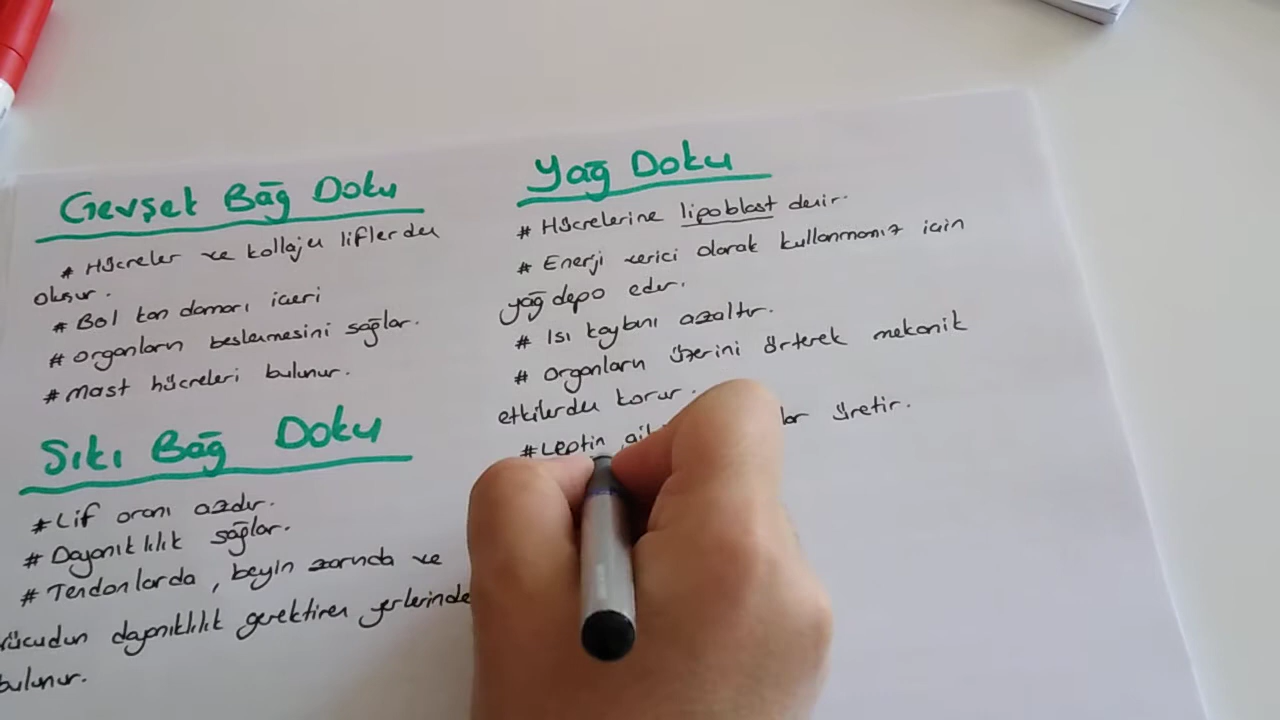 Gevşek Bağ Doku
# Hücreler ve kollajen liflerden
oluşur.
# Bol kan damarı içerir
# organların beslenmesini sağlar.
# mast hücreleri bulunur.
Sıkı Bağ Doku
# Lif oranı azdır.
# Dayanıklılık sağlar.
# Tendonlarda, beyin zarında ve
vücudun dayanıklılık gerektiren yerlerinde
bulunur.
Yağ Doku
# Hücrelerine lipoblast denir.
# Enerji verici olarak kullanmamız için
yağ depo eder.
# Isı kaybını azaltır.
# Organların üzerini örterek mekanik
etkilerden korur.
# Leptin üretir.